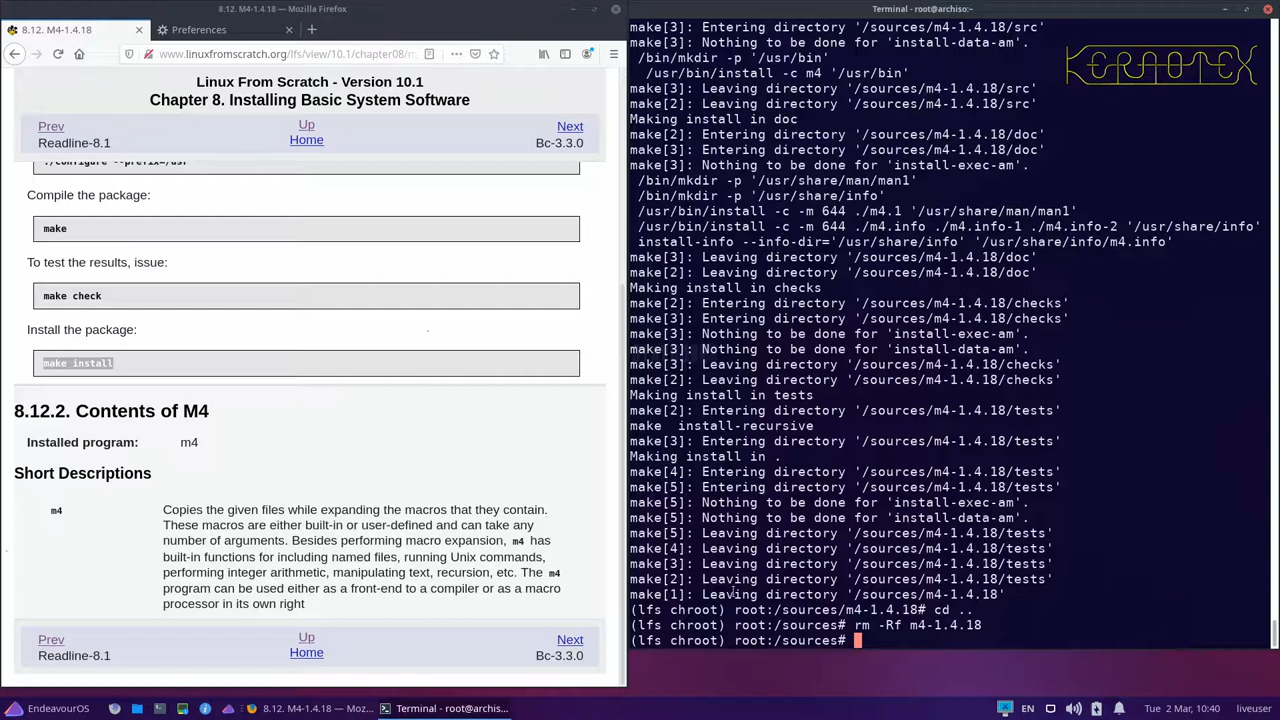 8.12. M4-1.4.18 — Mozilla Firefox
8.12. M4-1.4.18
Preferences
www.linuxfromscratch.org/lfs/view/10.1/chapter08/m
Linux From Scratch - Version 10.1
Chapter 8. Installing Basic System Software
Prev
Up
Next
Readline-8.1
Home
Bc-3.3.0
./configure --prefix=/usr
Compile the package:
make
To test the results, issue:
make check
Install the package:
make install
8.12.2. Contents of M4
Installed program: m4
Short Descriptions
m4
Copies the given files while expanding the macros that they contain.
These macros are either built-in or user-defined and can take any
number of arguments. Besides performing macro expansion, m4 has
built-in functions for including named files, running Unix commands,
performing integer arithmetic, manipulating text, recursion, etc. The m4
program can be used either as a front-end to a compiler or as a macro
processor in its own right
Prev
Up
Next
Readline-8.1
Home
Bc-3.3.0
Terminal - root@archiso:~
KERNOTEX
make[3]: Entering directory '/sources/m4-1.4.18/src'
make[3]: Nothing to be done for 'install-data-am'.
/bin/mkdir -p '/usr/bin'
/usr/bin/install -c m4 '/usr/bin'
make[3]: Leaving directory '/sources/m4-1.4.18/src'
make[2]: Leaving directory '/sources/m4-1.4.18/src'
Making install in doc
make[2]: Entering directory '/sources/m4-1.4.18/doc'
make[3]: Entering directory '/sources/m4-1.4.18/doc'
make[3]: Nothing to be done for 'install-exec-am'.
/bin/mkdir -p '/usr/share/man/man1'
/bin/mkdir -p '/usr/share/info'
/usr/bin/install -c -m 644 ./m4.1 '/usr/share/man/man1'
/usr/bin/install -c -m 644 ./m4.info ./m4.info-1 ./m4.info-2 '/usr/share/info'
install-info --info-dir='/usr/share/info' '/usr/share/info/m4.info'
make[3]: Leaving directory '/sources/m4-1.4.18/doc'
make[2]: Leaving directory '/sources/m4-1.4.18/doc'
Making install in checks
make[2]: Entering directory '/sources/m4-1.4.18/checks'
make[3]: Entering directory '/sources/m4-1.4.18/checks'
make[3]: Nothing to be done for 'install-exec-am'.
make[3]: Nothing to be done for 'install-data-am'.
make[3]: Leaving directory '/sources/m4-1.4.18/checks'
make[2]: Leaving directory '/sources/m4-1.4.18/checks'
Making install in tests
make[2]: Entering directory '/sources/m4-1.4.18/tests'
make  install-recursive
make[3]: Entering directory '/sources/m4-1.4.18/tests'
Making install in .
make[4]: Entering directory '/sources/m4-1.4.18/tests'
make[5]: Entering directory '/sources/m4-1.4.18/tests'
make[5]: Nothing to be done for 'install-exec-am'.
make[5]: Nothing to be done for 'install-data-am'.
make[5]: Leaving directory '/sources/m4-1.4.18/tests'
make[4]: Leaving directory '/sources/m4-1.4.18/tests'
make[3]: Leaving directory '/sources/m4-1.4.18/tests'
make[2]: Leaving directory '/sources/m4-1.4.18/tests'
make[1]: Leaving directory '/sources/m4-1.4.18'
(lfs chroot) root:/sources/m4-1.4.18# cd ..
(lfs chroot) root:/sources# rm -Rf m4-1.4.18
(lfs chroot) root:/sources#
EndeavourOS
8.12. M4-1.4.18 — Moz...
Terminal - root@archis...
EN
Tue 2 Mar, 10:40
liveuser